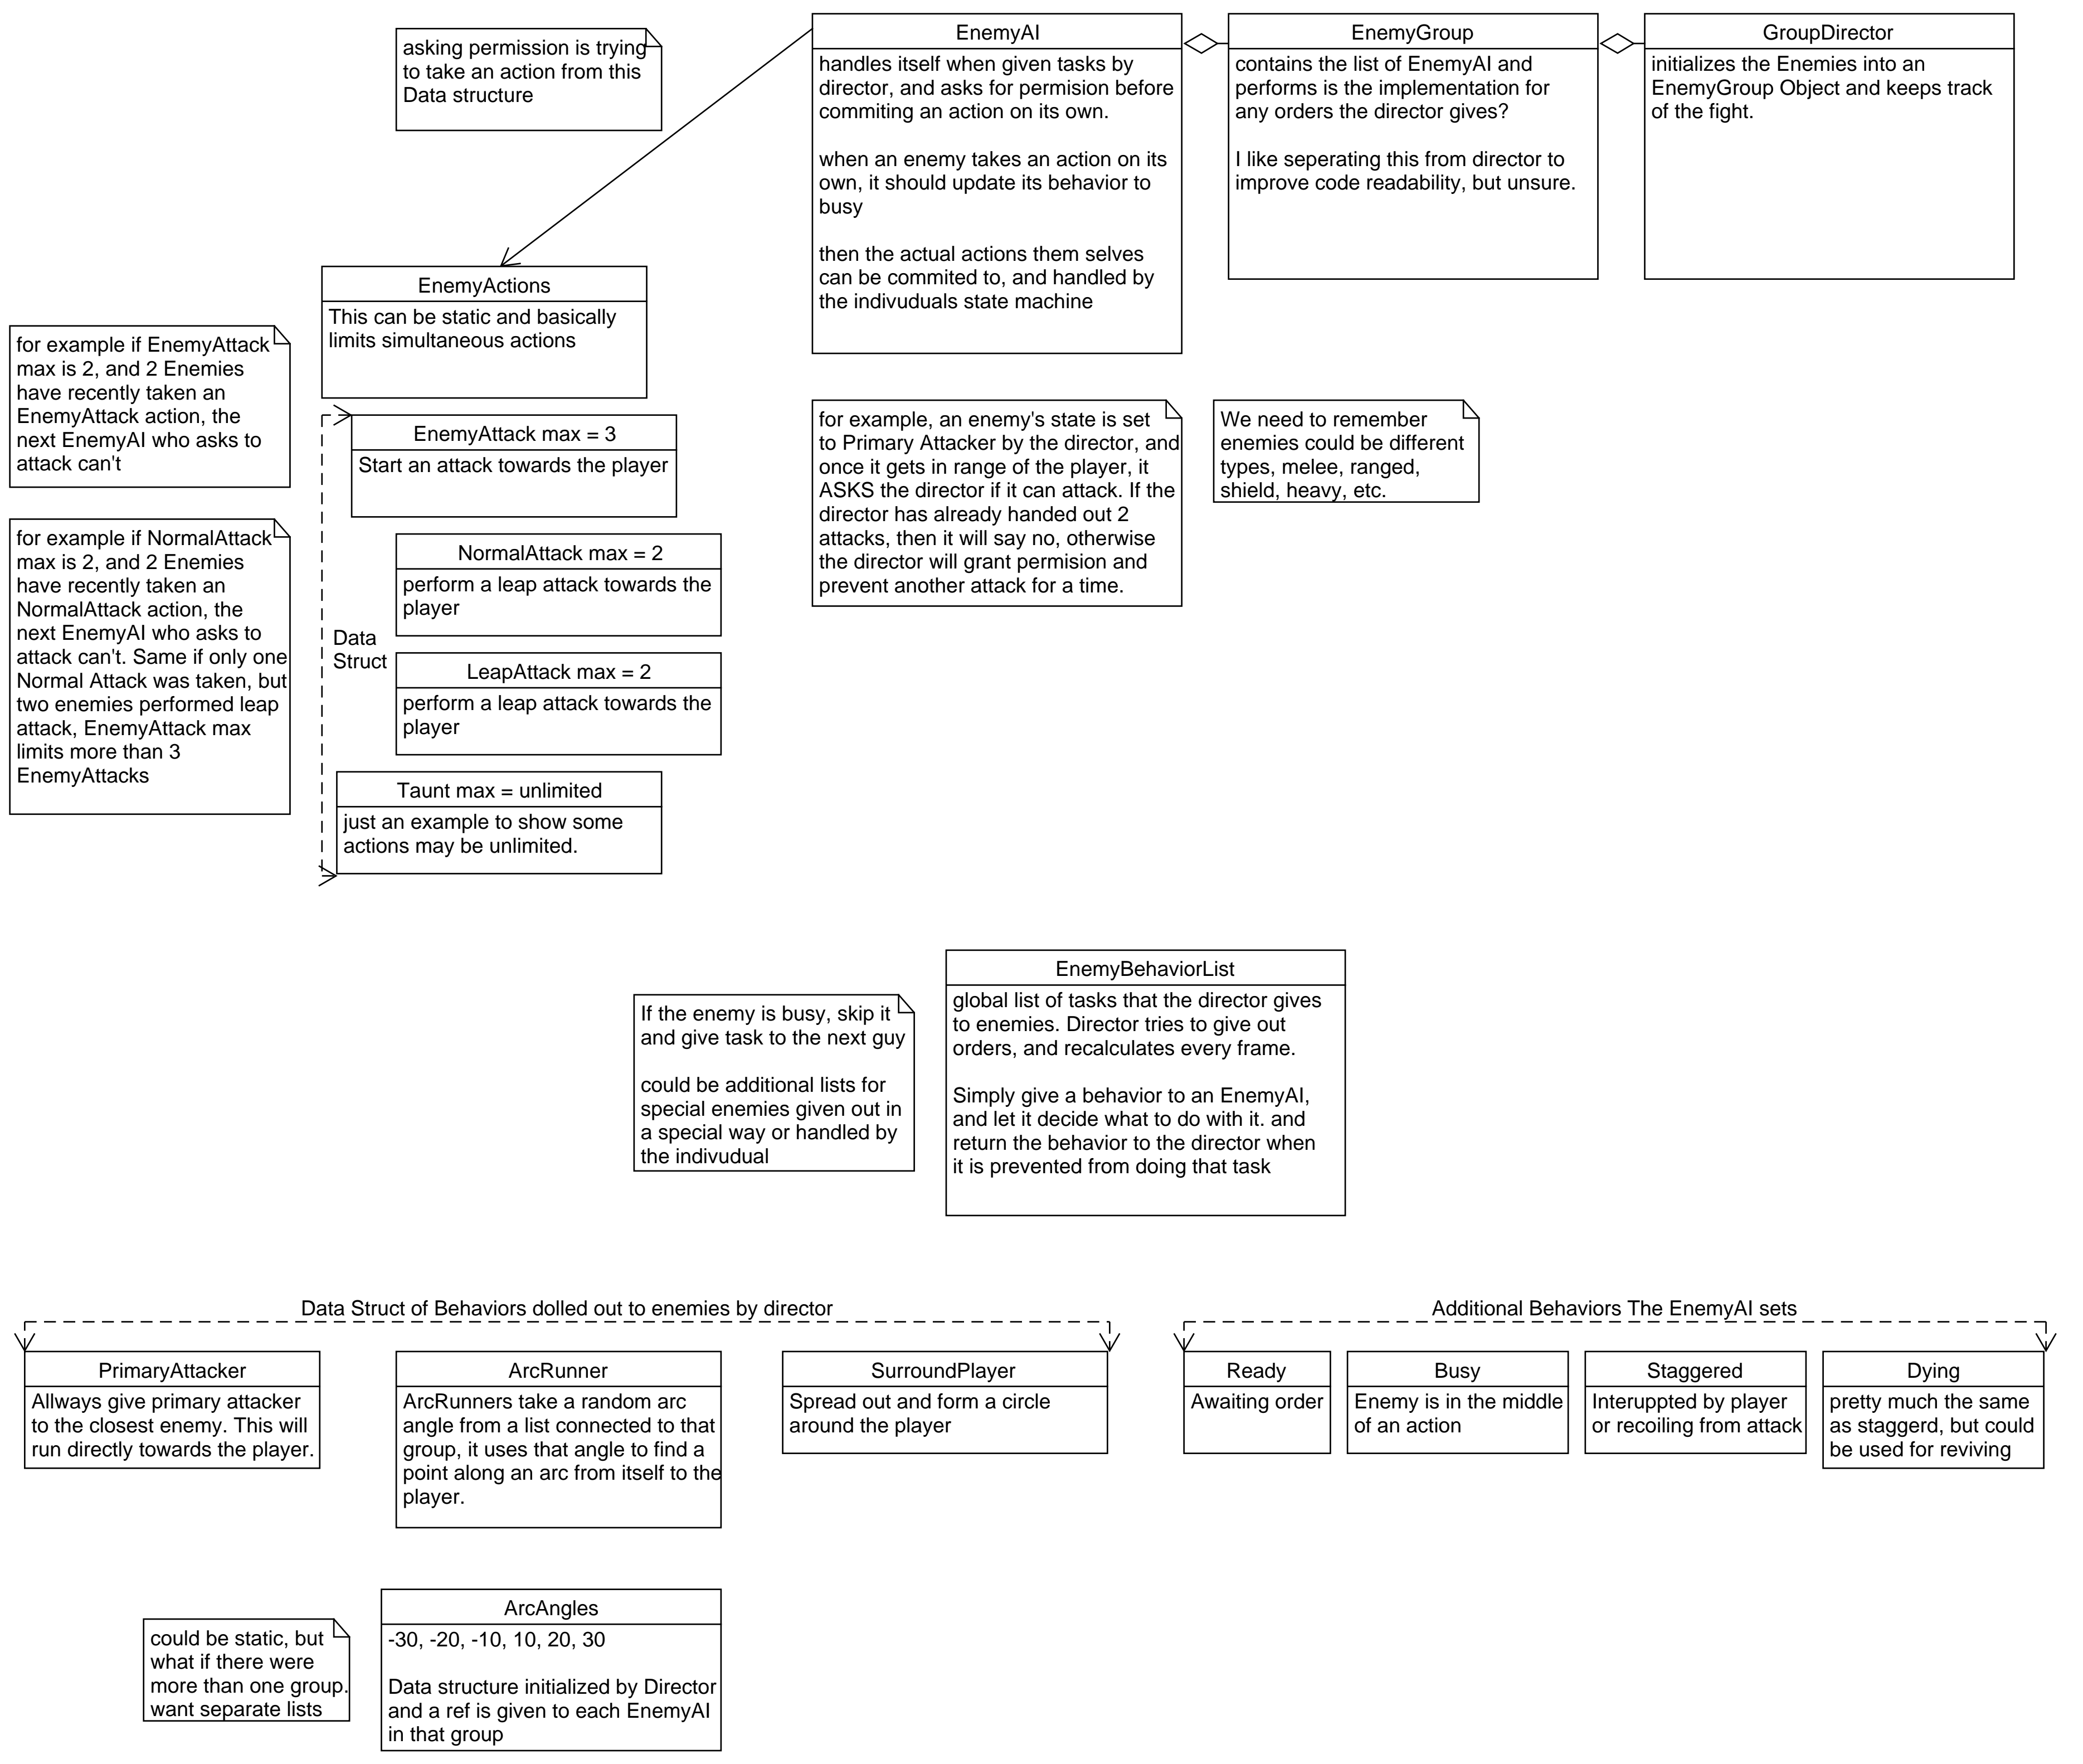 asking permission is trying
to take an action from this
Data structure
EnemyAI
handles itself when given tasks by
director, and asks for permision before
commiting an action on its own.
when an enemy takes an action on its
own, it should update its behavior to
busy
then the actual actions them selves
can be commited to, and handled by
the indivuduals state machine
EnemyGroup
contains the list of EnemyAI and
performs is the implementation for
any orders the director gives?
I like seperating this from director to
improve code readability, but unsure.
GroupDirector
initializes the Enemies into an
EnemyGroup Object and keeps track
of the fight.
EnemyActions
This can be static and basically
limits simultaneous actions
for example if EnemyAttack
max is 2, and 2 Enemies
have recently taken an
EnemyAttack action, the
next EnemyAI who asks to
attack can't
for example if NormalAttack
max is 2, and 2 Enemies
have recently taken an
NormalAttack action, the
next EnemyAI who asks to
attack can't. Same if only one
Normal Attack was taken, but
two enemies performed leap
attack, EnemyAttack max
limits more than 3
EnemyAttacks
EnemyAttack max = 3
Start an attack towards the player
NormalAttack max = 2
perform a leap attack towards the
player
Data
Struct
LeapAttack max = 2
perform a leap attack towards the
player
Taunt max = unlimited
just an example to show some
actions may be unlimited.
for example, an enemy's state is set
to Primary Attacker by the director, and
once it gets in range of the player, it
ASKS the director if it can attack. If the
director has already handed out 2
attacks, then it will say no, otherwise
the director will grant permision and
prevent another attack for a time.
We need to remember
enemies could be different
types, melee, ranged,
shield, heavy, etc.
If the enemy is busy, skip it
and give task to the next guy
could be additional lists for
special enemies given out in
a special way or handled by
the indivudual
EnemyBehaviorList
global list of tasks that the director gives
to enemies. Director tries to give out
orders, and recalculates every frame.
Simply give a behavior to an EnemyAI,
and let it decide what to do with it. and
return the behavior to the director when
it is prevented from doing that task
Data Struct of Behaviors dolled out to enemies by director
PrimaryAttacker
Allways give primary attacker
to the closest enemy. This will
run directly towards the player.
ArcRunner
ArcRunners take a random arc
angle from a list connected to that
group, it uses that angle to find a
point along an arc from itself to the
player.
SurroundPlayer
Spread out and form a circle
around the player
Additional Behaviors The EnemyAI sets
Ready
Awaiting order
Busy
Enemy is in the middle
of an action
Staggered
Interuppted by player
or recoiling from attack
Dying
pretty much the same
as staggerd, but could
be used for reviving
could be static, but
what if there were
more than one group.
want separate lists
ArcAngles
-30, -20, -10, 10, 20, 30
Data structure initialized by Director
and a ref is given to each EnemyAI
in that group